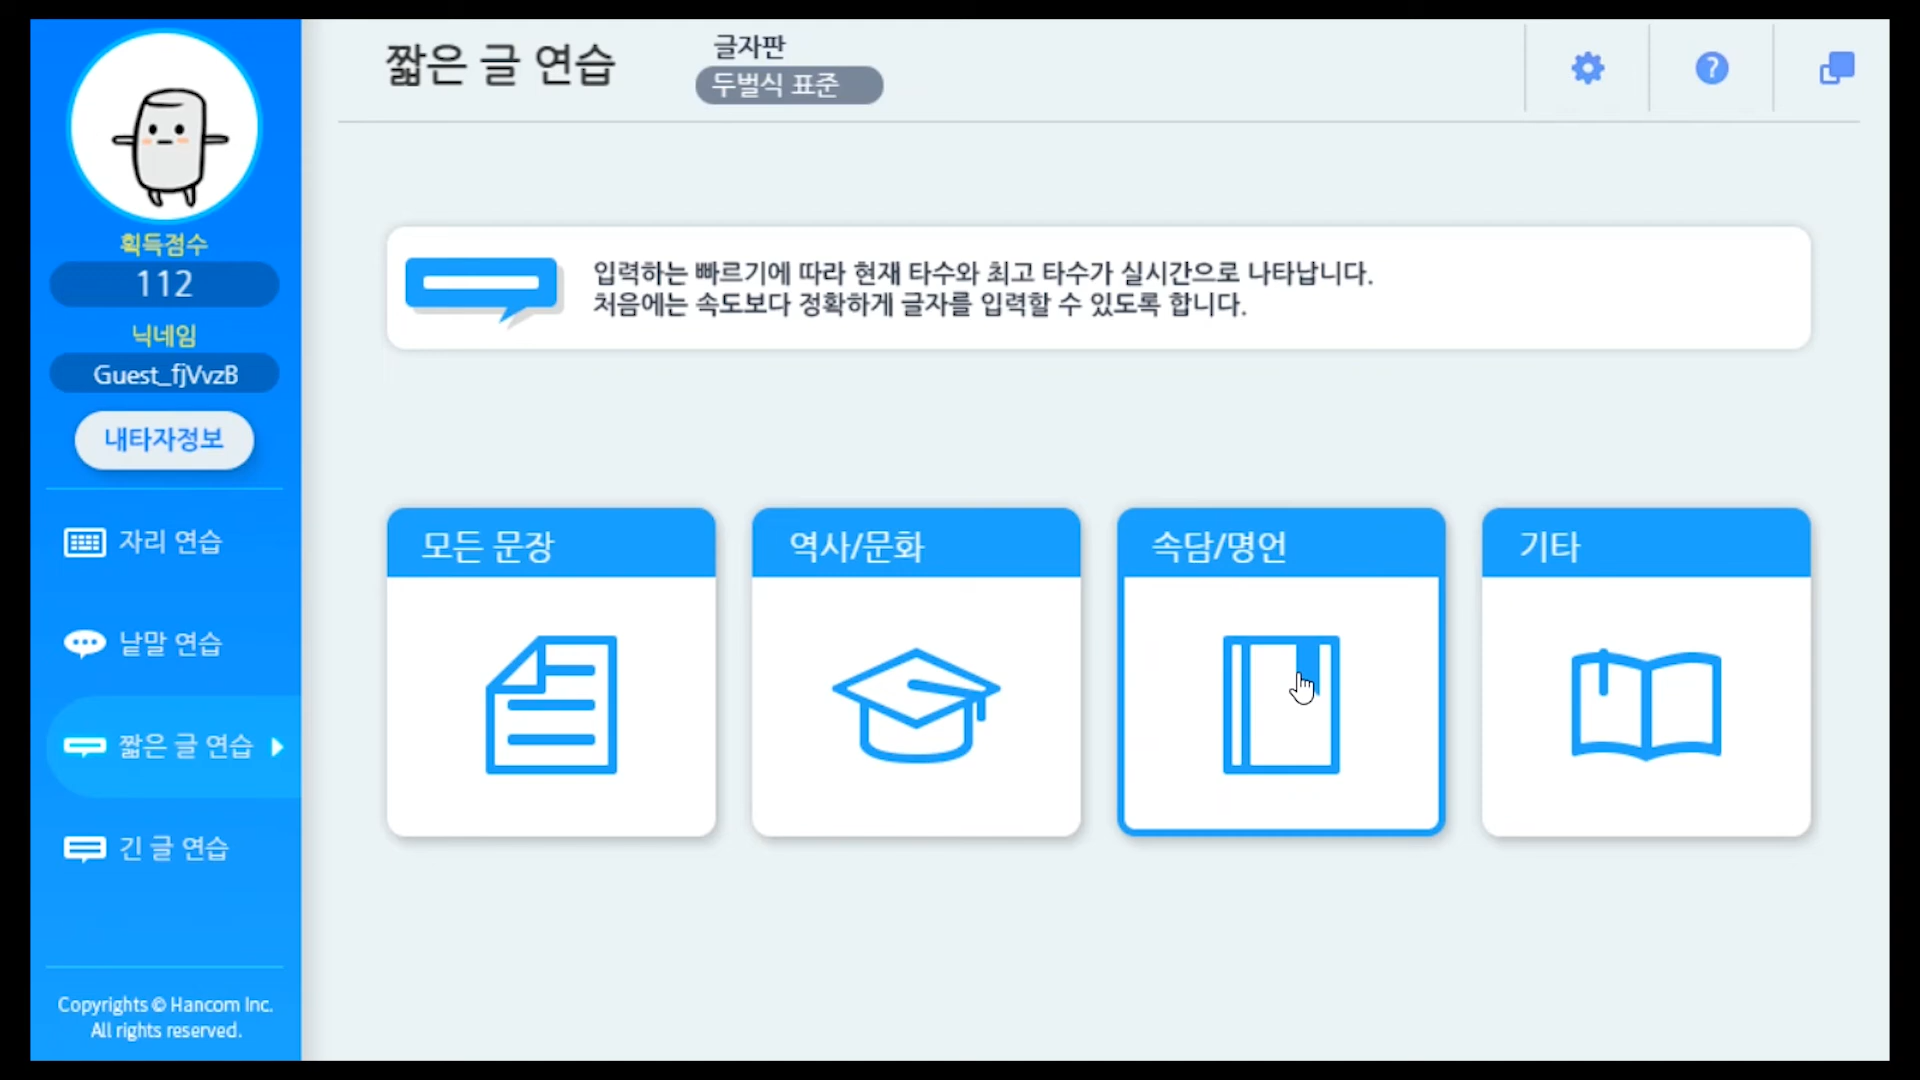 짧은 글 연습
글자판
두벌식 표준
?
획득점수
112
닉네임
Guest_fjVvzB
내타자정보
자리 연습
낱말 연습
짧은 글 연습
긴 글 연습
Copyrights © Hancom Inc.
All rights reserved.
입력하는 빠르기에 따라 현재 타수와 최고 타수가 실시간으로 나타납니다.
처음에는 속도보다 정확하게 글자를 입력할 수 있도록 합니다.
모든 문장
역사/문화
속담/명언
기타